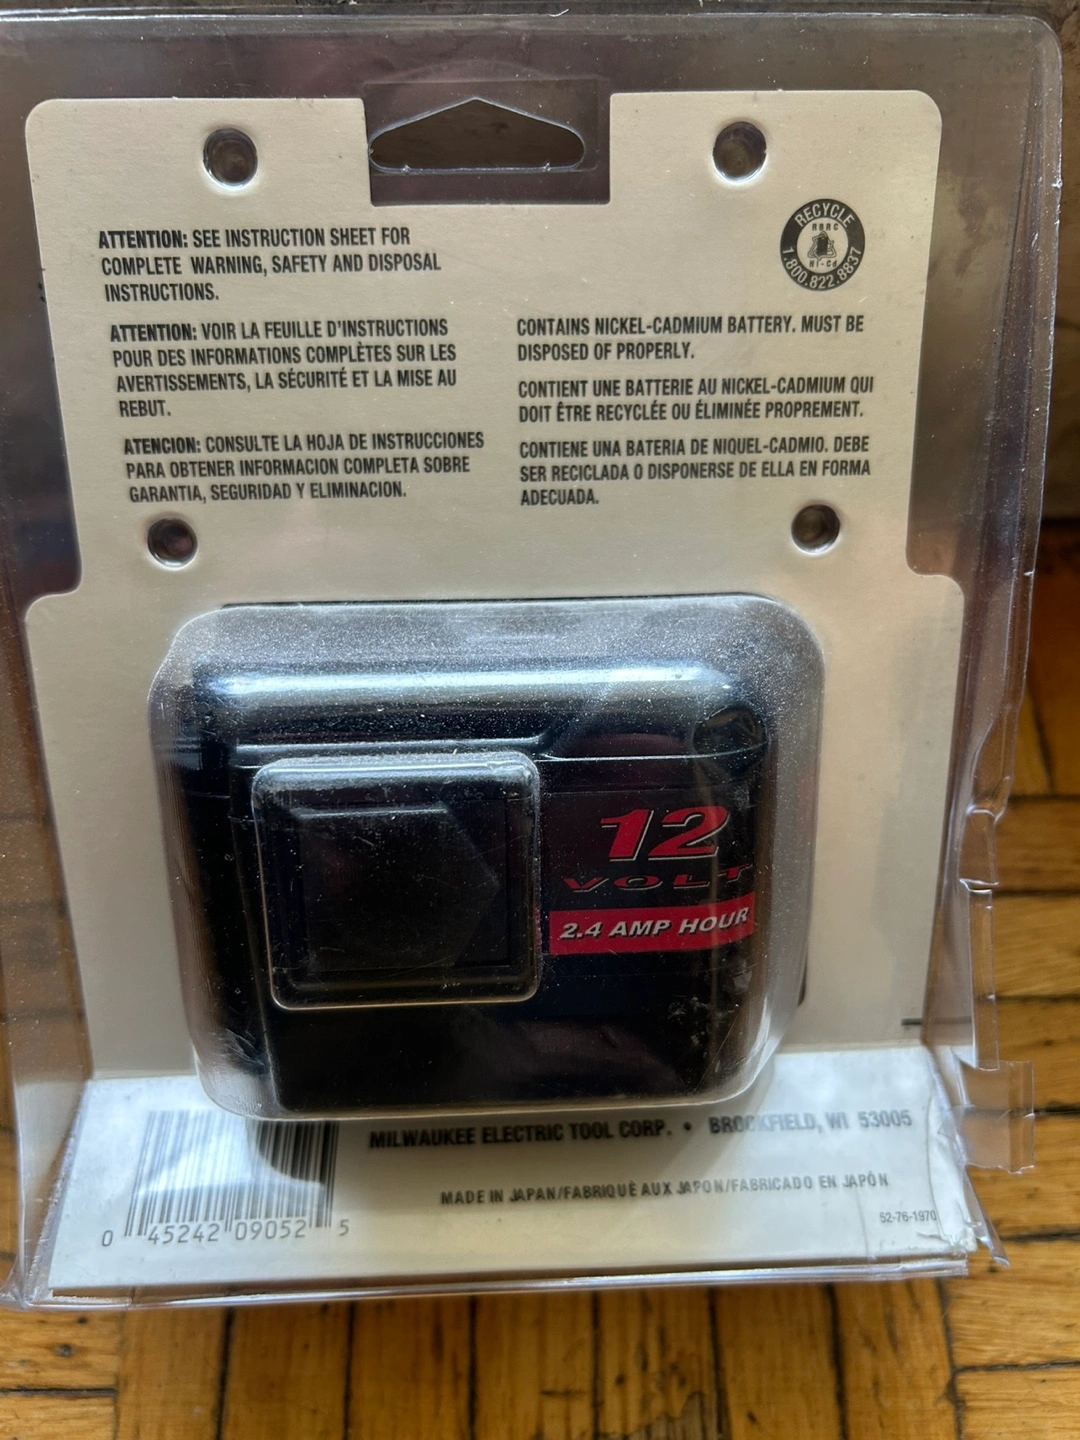 ATTENTION: SEE INSTRUCTION SHEET FOR
COMPLETE WARNING, SAFETY AND DISPOSAL
INSTRUCTIONS.
ATTENTION: VOIR LA FEUILLE D'INSTRUCTIONS
POUR DES INFORMATIONS COMPLÈTES SUR LES
AVERTISSEMENTS, LA SÉCURITÉ ET LA MISE AU
REBUT.
ATENCION: CONSULTE LA HOJA DE INSTRUCCIONES
PARA OBTENER INFORMACION COMPLETA SOBRE
GARANTIA, SEGURIDAD Y ELIMINACION.
RECYCLE
RBRC
Ni-Cd
1.800.822.8837
CONTAINS NICKEL-CADMIUM BATTERY. MUST BE
DISPOSED OF PROPERLY.
CONTIENT UNE BATTERIE AU NICKEL-CADMIUM QUI
DOIT ÊTRE RECYCLÉE OU ÉLIMINÉE PROPREMENT.
CONTIENE UNA BATERIA DE NIQUEL-CADMIO. DEBE
SER RECICLADA O DISPONERSE DE ELLA EN FORMA
ADECUADA.
12
VOLT
2.4 AMP HOUR
MILWAUKEE ELECTRIC TOOL CORP. • BROOKFIELD, WI 53005
MADE IN JAPAN/FABRIQUÉ AUX JAPON/FABRICADO EN JAPÓN
52-76-1970
0 45242 09052 5